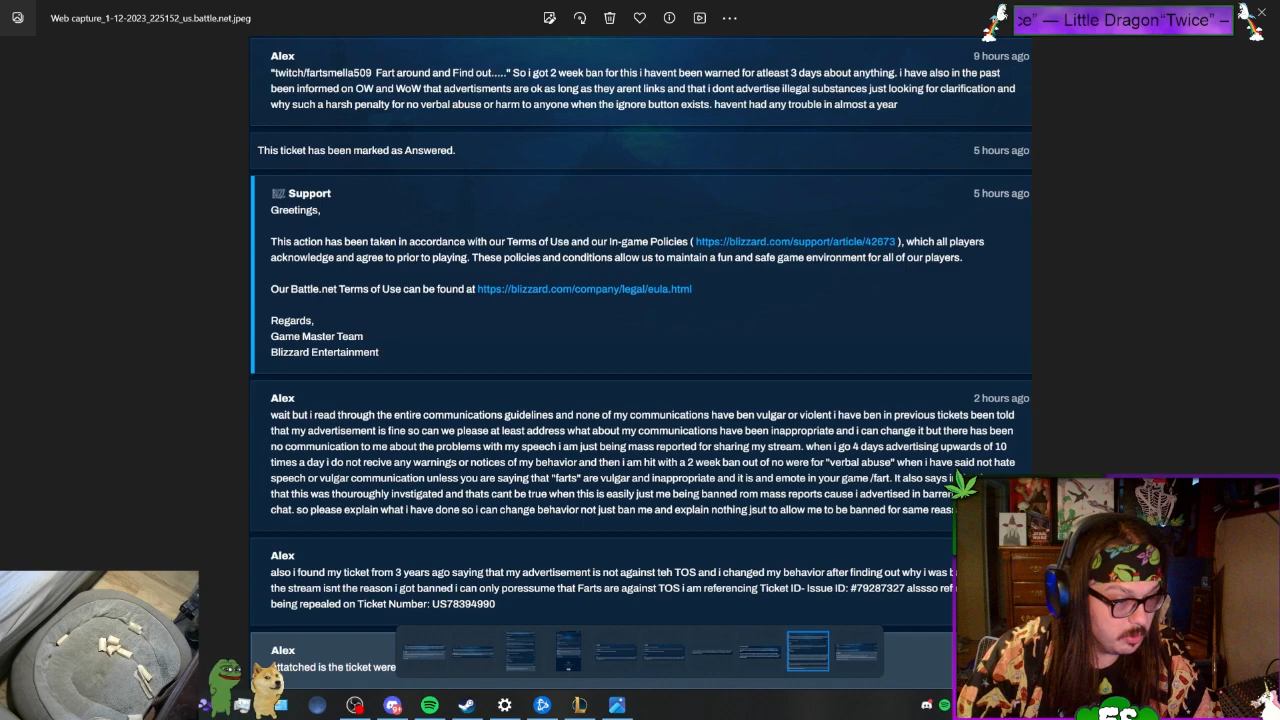 Web capture_1-12-2023_225152_us.battle.net.jpeg
ce” — Little Dragon“Twice” –
Alex
9 hours ago
"twitch/fartsmella509 Fart around and Find out....." So i got 2 week ban for this i havent been warned for atleast 3 days about anything. i have also in the past
been informed on OW and WoW that advertisments are ok as long as they arent links and that i dont advertise illegal substances just looking for clarification and
why such a harsh penalty for no verbal abuse or harm to anyone when the ignore button exists. havent had any trouble in almost a year
This ticket has been marked as Answered.
5 hours ago
Support
5 hours ago
Greetings,
This action has been taken in accordance with our Terms of Use and our In-game Policies ( https://blizzard.com/support/article/42673 ), which all players
acknowledge and agree to prior to playing. These policies and conditions allow us to maintain a fun and safe game environment for all of our players.
Our Battle.net Terms of Use can be found at https://blizzard.com/company/legal/eula.html
Regards,
Game Master Team
Blizzard Entertainment
Alex
2 hours ago
wait but i read through the entire communications guidelines and none of my communications have ben vulgar or violent i have ben in previous tickets been told
that my advertisement is fine so can we please at least address what about my communications have been inappropriate and i can change it but there has been
no communication to me about the problems with my speech i am just being mass reported for sharing my stream. when i go 4 days advertising upwards of 10
times a day i do not recive any warnings or notices of my behavior and then i am hit with a 2 week ban out of no were for "verbal abuse" when i have said not hate
speech or vulgar communication unless you are saying that "farts" are vulgar and inappropriate and it is and emote in your game /fart. It also says i
that this was thouroughly invstigated and thats cant be true when this is easily just me being banned rom mass reports cause i advertised in barren
chat. so please explain what i have done so i can change behavior not just ban me and explain nothing jsut to allow me to be banned for same reas
Alex
also i found my ticket from 3 years ago saying that my advertisement is not against teh TOS and i changed my behavior after finding out why i was b
the stream isnt the reason i got banned i can only poressume that Farts are against TOS i am referencing Ticket ID- Issue ID: #79287327 alssso ref
being repealed on Ticket Number: US78394990
Alex
ttatched is the ticket were